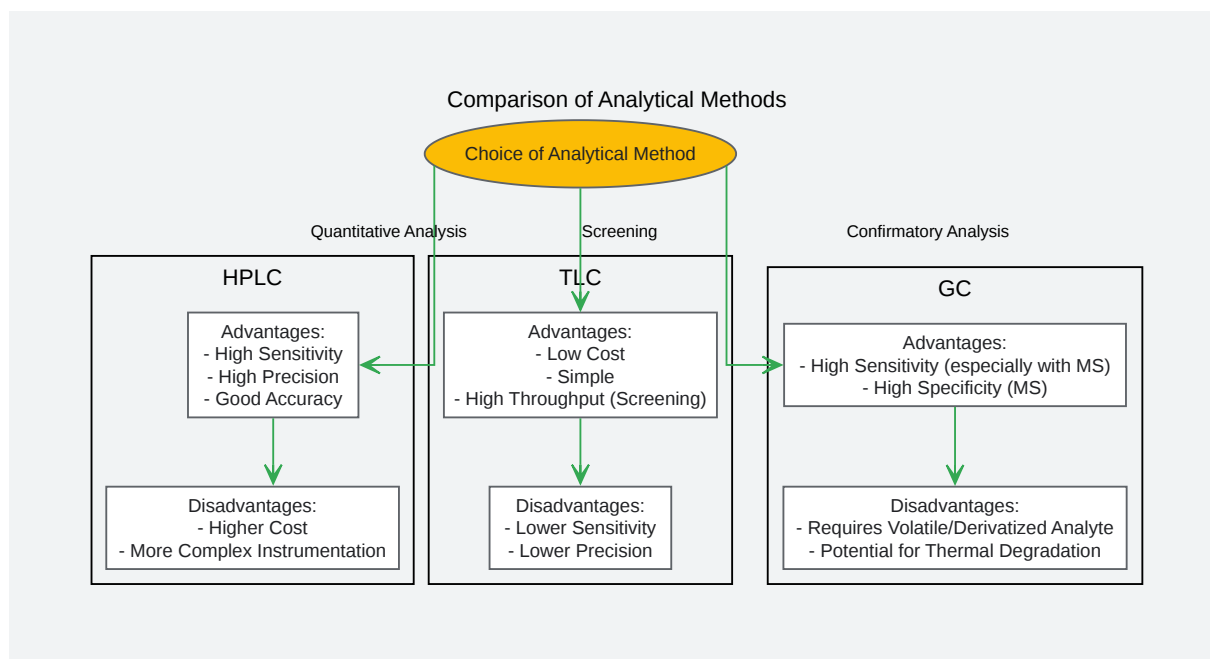 Comparison of Analytical Methods
Choice of Analytical Method
Quantitative Analysis
Screening
Confirmatory Analysis
HPLC
Advantages:
- High Sensitivity
- High Precision
- Good Accuracy
Disadvantages:
- Higher Cost
- More Complex Instrumentation
TLC
Advantages:
- Low Cost
- Simple
- High Throughput (Screening)
Disadvantages:
- Lower Sensitivity
- Lower Precision
GC
Advantages:
- High Sensitivity (especially with MS)
- High Specificity (MS)
Disadvantages:
- Requires Volatile/Derivatized Analyte
- Potential for Thermal Degradation